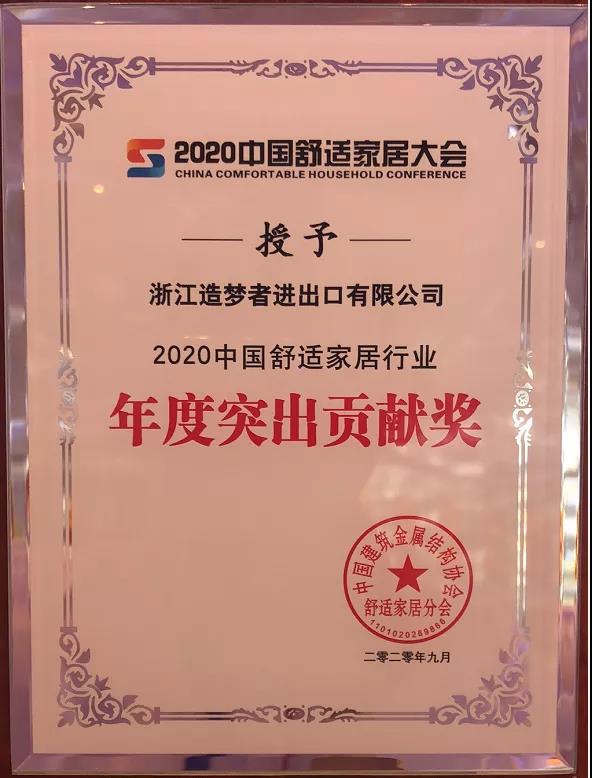 2020中国舒适家居大会
CHINA COMFORTABLE HOUSEHOLD CONFERENCE
授予
浙江造梦者进出口有限公司
2020中国舒适家居行业
年度突出贡献奖
中国建筑金属结构协会
舒适家居分会
1101020269866
二零二零年九月